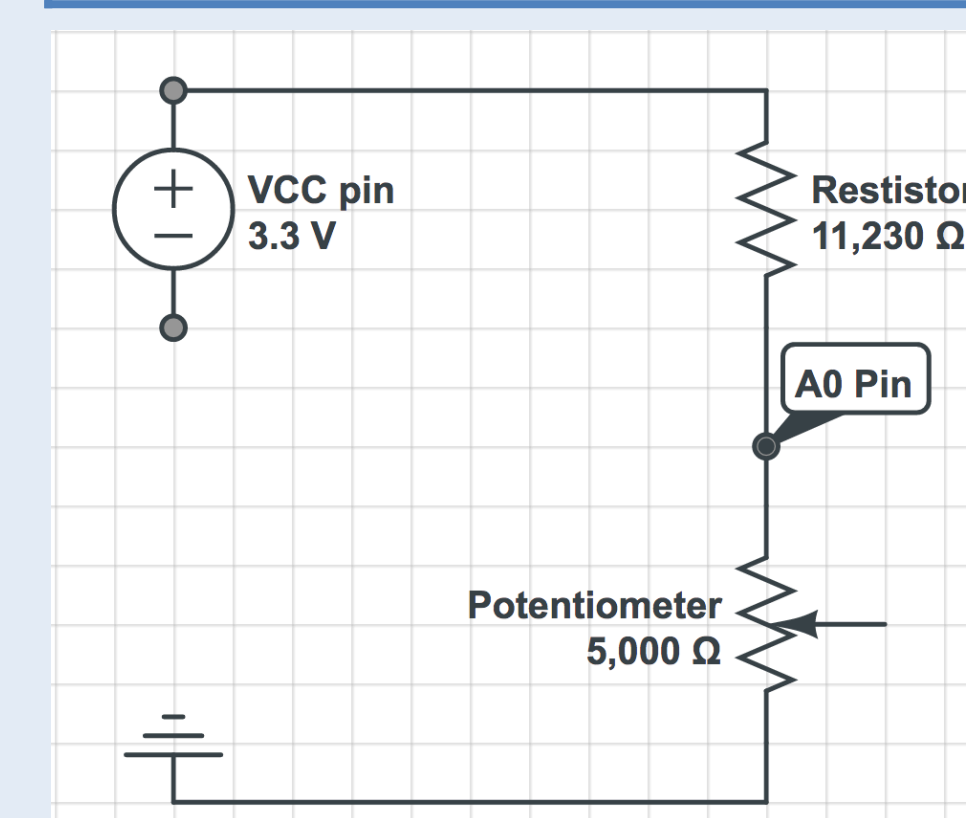 VCC pin
3.3 V
Restistor
11,230 Ω
A0 Pin
Potentiometer
5,000 Ω